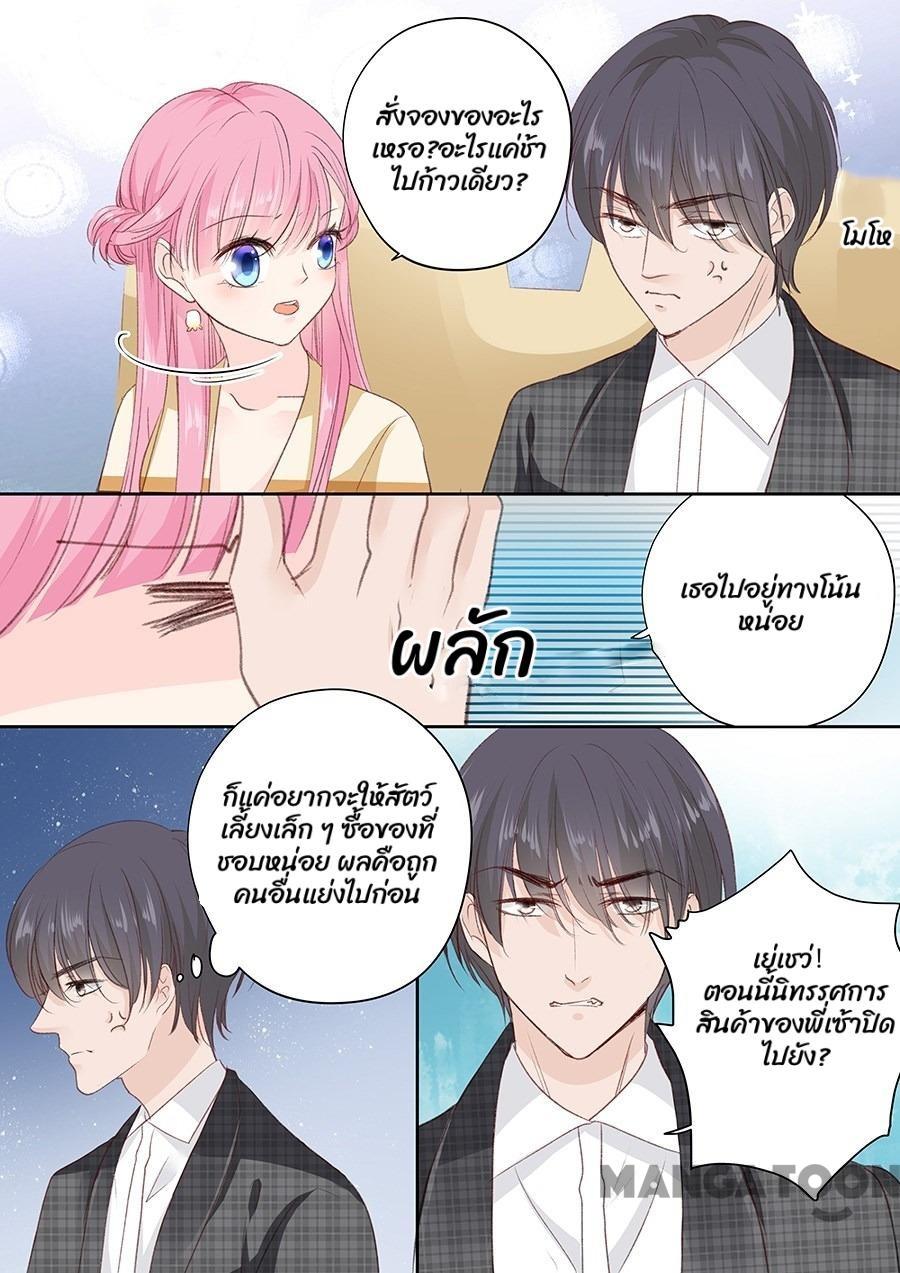 สั่งจองของอะไร
เหรอ?อะไรแค่ช้า
ไปก้าวเดียว?
โมโห
เธอไปอยู่ทางโน้น
หน่อย
ผลัก
ก็แค่อยากจะให้สัตว์
เลี้ยงเล็ก ๆ ซื้อของที่
ชอบหน่อย ผลคือถูก
คนอื่นแย่งไปก่อน
เย่เชว่!
ตอนนี้นิทรรศการ
สินค้าของพี่เซ้าปิด
ไปยัง?
MANGATOON